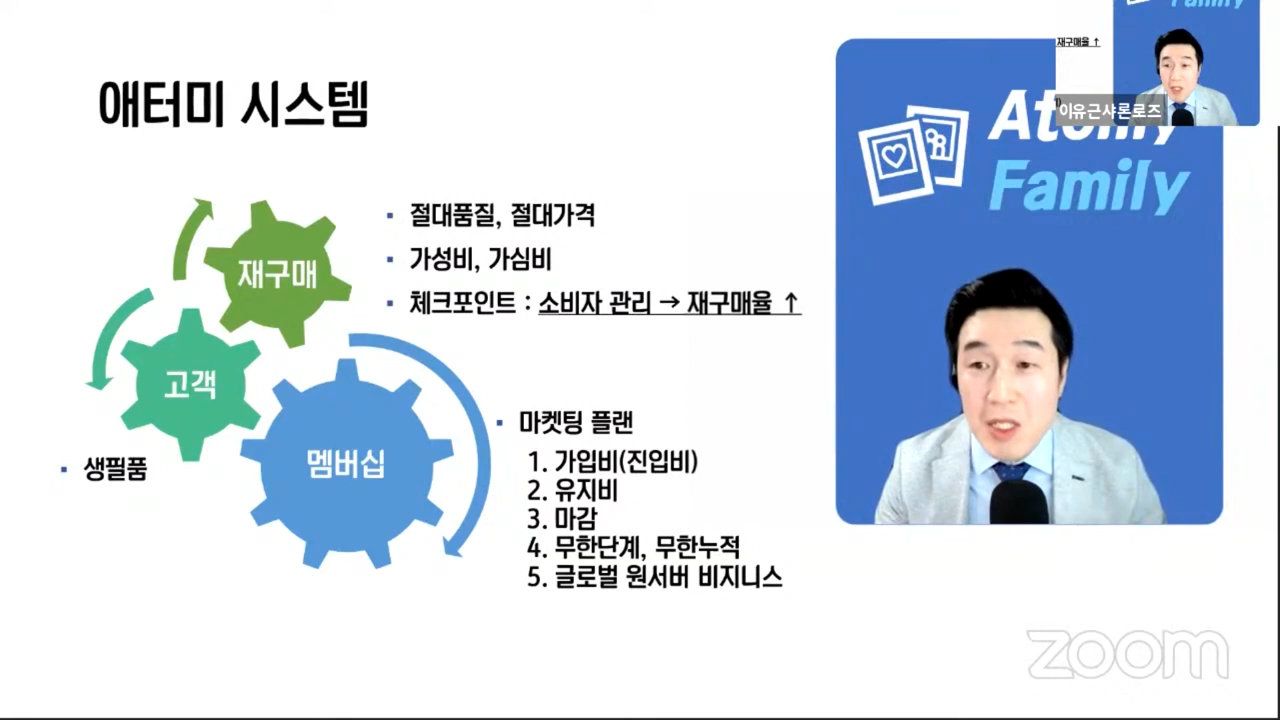 애터미 시스템
재구매
고객
멤버십
▪ 생필품
▪ 절대품질, 절대가격
▪ 가성비, 가심비
▪ 체크포인트 : 소비자 관리 → 재구매율 ↑
▪ 마켓팅 플랜
1. 가입비(진입비)
2. 유지비
3. 마감
4. 무한단계, 무한누적
5. 글로벌 원서버 비지니스
Atomy
Family
재구매율 ↑
Family
이유근샤론로즈
zoom